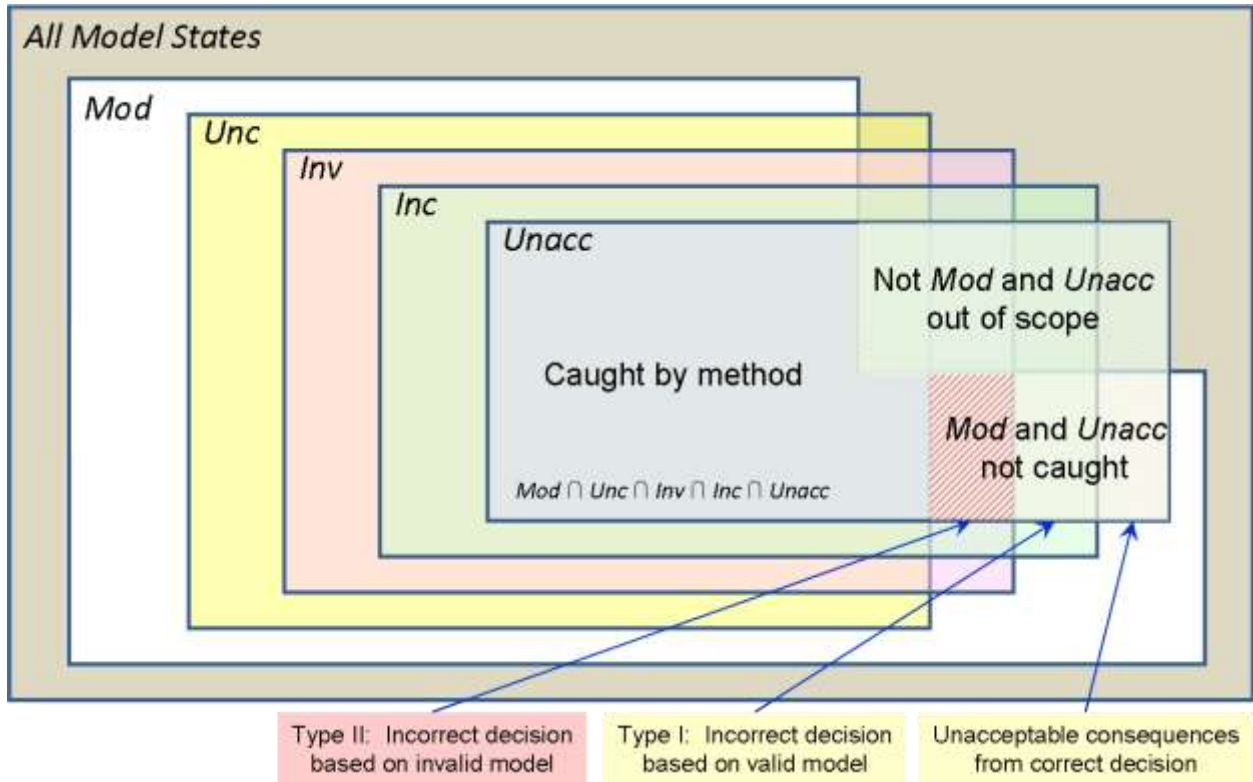 All Model States
Mod
Unc
Inv
Inc
Unacc
Not Mod and Unacc
out of scope
Caught by method
Mod and Unacc
not caught
Mod ∩ Unc ∩ Inv ∩ Inc ∩ Unacc
Type II: Incorrect decision
based on invalid model
Type I: Incorrect decision
based on valid model
Unacceptable consequences
from correct decision